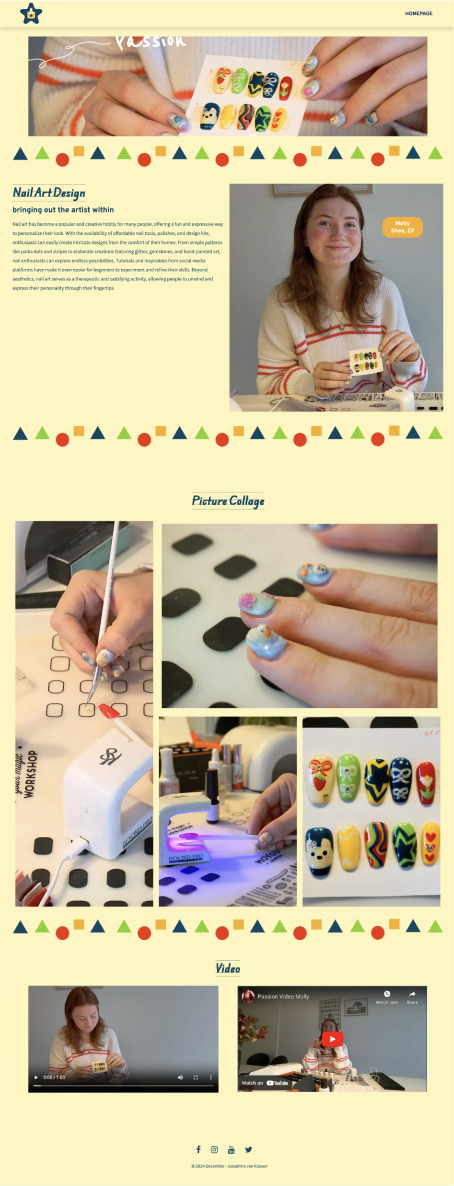 HOMEPAGE
Passion
Nail Art Design
bringing out the artist within
Nail art has become a popular and creative hobby for many people, offering a fun and expressive way
to personalize their look. With the availability of affordable nail tools, polishes, and design kits,
enthusiasts can easily create intricate designs from the comfort of their homes. From simple patterns
like polka dots and stripes to elaborate creations featuring glitter, gemstones, and hand-painted art,
nail enthusiasts can explore endless possibilities. Tutorials and inspiration from social media
platforms have made it even easier for beginners to experiment and refine their skills. Beyond
aesthetics, nail art serves as a therapeutic and satisfying activity, allowing people to unwind and
express their personality through their fingertips.
Molly
Shea, 22
Picture Collage
your magic
WORKSHOP
Video
0:00 / 1:00
Passion Video Molly
Watch later
Share
Watch on YouTube
© 2024 December - Josephine van Rossen